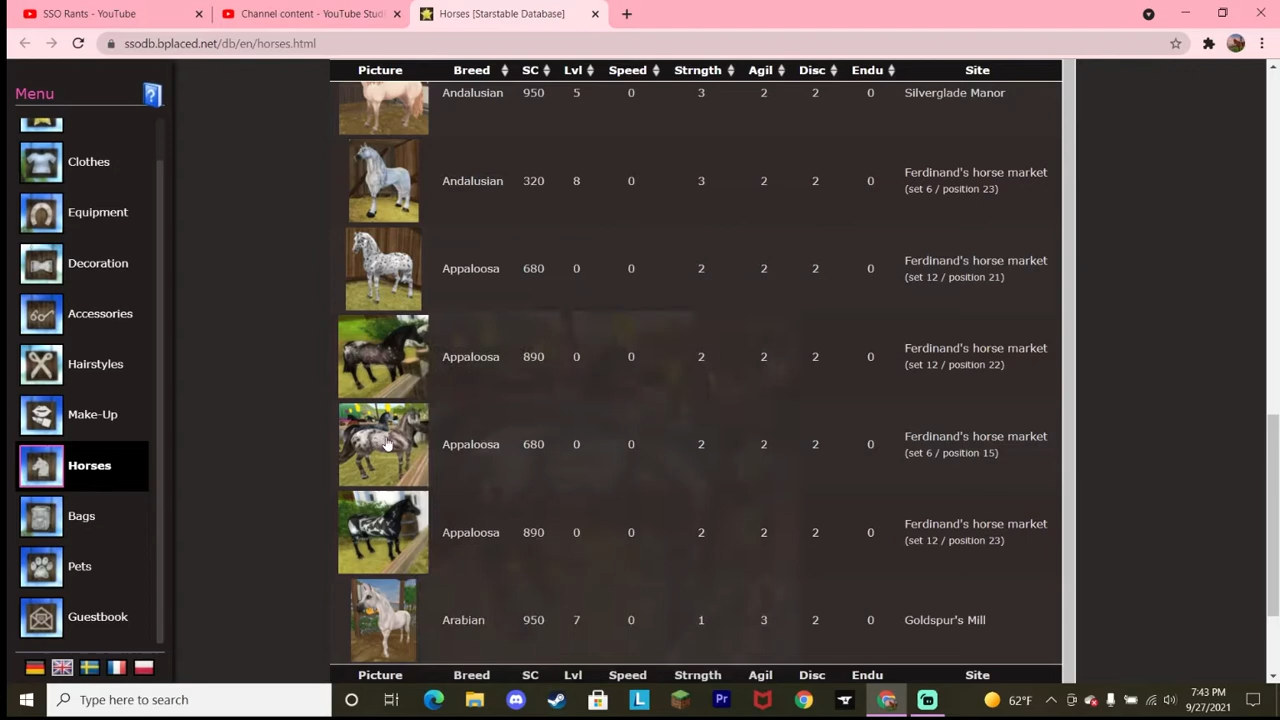 SSO Rants - YouTube
Channel content - YouTube Studi
Horses [Starstable Database]
ssodb.bplaced.net/db/en/horses.html
Menu
Clothes
Equipment
Decoration
Accessories
Hairstyles
Make-Up
Horses
Bags
Pets
Guestbook
Picture Breed SC Lvl Speed Strngth Agil Disc Endu Site
Andalusian 950 5 0 3 2 2 0 Silverglade Manor
Andalusian 320 8 0 3 2 2 0 Ferdinand's horse market
(set 6 / position 23)
Appaloosa 680 0 0 2 2 2 0 Ferdinand's horse market
(set 12 / position 21)
Appaloosa 890 0 0 2 2 2 0 Ferdinand's horse market
(set 12 / position 22)
Appaloosa 680 0 0 2 2 2 0 Ferdinand's horse market
(set 6 / position 15)
Appaloosa 890 0 0 2 2 2 0 Ferdinand's horse market
(set 12 / position 23)
Arabian 950 7 0 1 3 2 0 Goldspur's Mill
Picture Breed SC Lvl Speed Strngth Agil Disc Endu Site
Type here to search
Pr
L
62°F
7:43 PM
9/27/2021